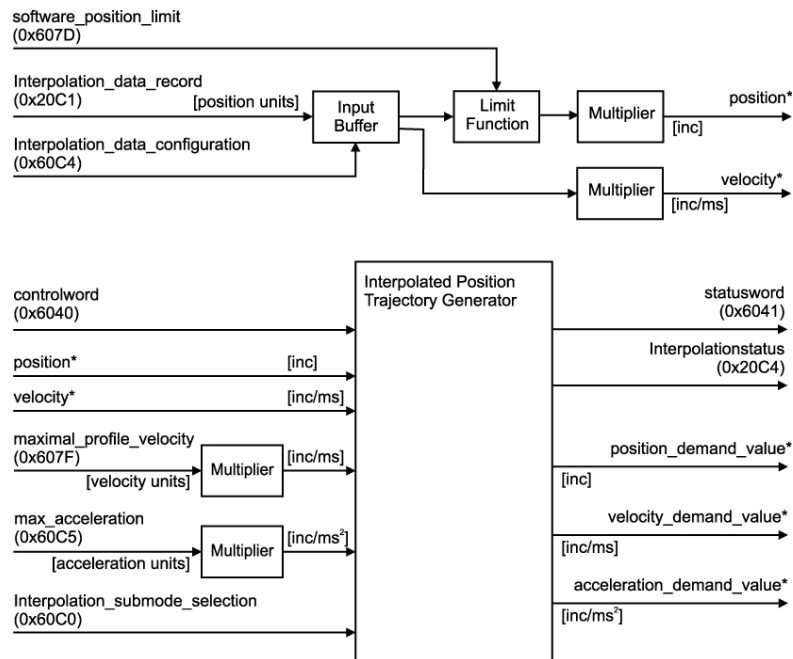 software_position_limit
(0x607D)
Interpolation_data_record
(0x20C1)
[position units]
Input
Buffer
Limit
Function
Multiplier
position*
[inc]
Interpolation_data_configuration
(0x60C4)
Multiplier
velocity*
[inc/ms]
Interpolated Position
Trajectory Generator
controlword
(0x6040)
statusword
(0x6041)
position*
[inc]
Interpolationstatus
(0x20C4)
velocity*
[inc/ms]
maximal_profile_velocity
(0x607F)
[velocity units]
Multiplier
[inc/ms]
position_demand_value*
[inc]
max_acceleration
(0x60C5)
[acceleration units]
Multiplier
[inc/ms²]
velocity_demand_value*
[inc/ms]
acceleration_demand_value*
[inc/ms²]
Interpolation_submode_selection
(0x60C0)